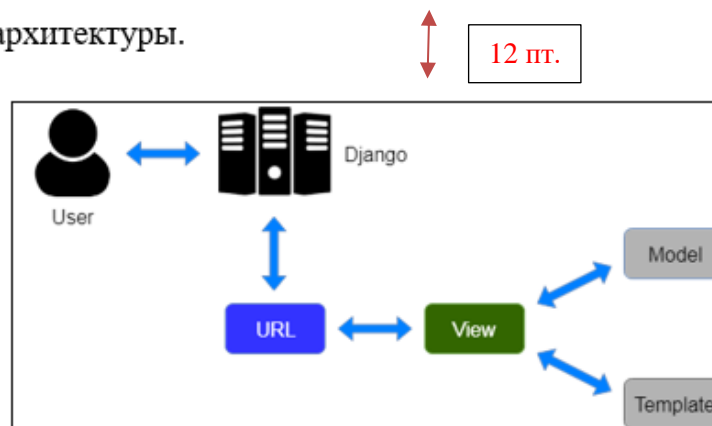 архитектуры.
12 пт.
Django
User
Model
URL
View
Template